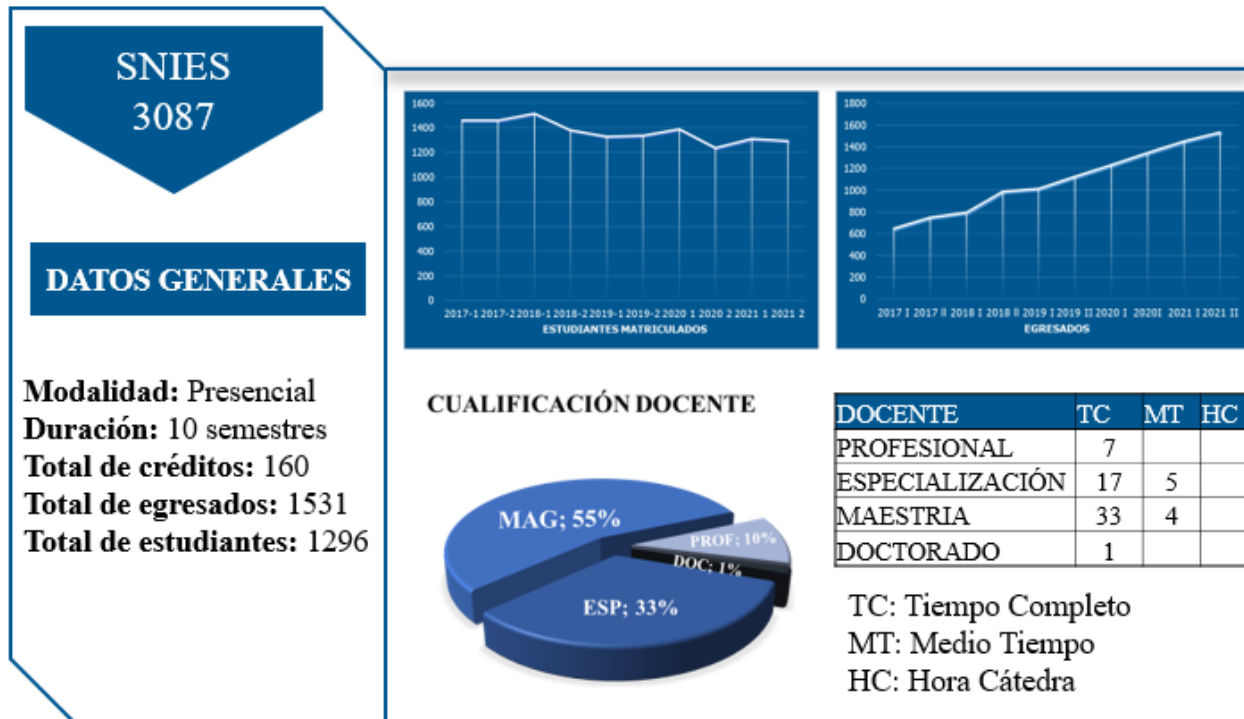 SNIES
3087
DATOS GENERALES
Modalidad: Presencial
Duración: 10 semestres
Total de créditos: 160
Total de egresados: 1531
Total de estudiantes: 1296
1600
1400
1200
1000
800
600
400
200
0
2017-1 2017-2 2018-1 2018-2 2019-1 2019-2 2020 1 2020 2 2021 1 2021 2
ESTUDIANTES MATRICULADOS
1800
1600
1400
1200
1000
800
600
400
200
0
2017 I 2017 II 2018 I 2018 II 2019 I 2019 II 2020 I 2020I 2021 I 2021 II
EGRESADOS
CUALIFICACIÓN DOCENTE
MAG; 55%
PROF; 10%
DOC; 1%
ESP; 33%
DOCENTE TC MT HC
PROFESIONAL 7
ESPECIALIZACIÓN 17 5
MAESTRIA 33 4
DOCTORADO 1
TC: Tiempo Completo
MT: Medio Tiempo
HC: Hora Cátedra